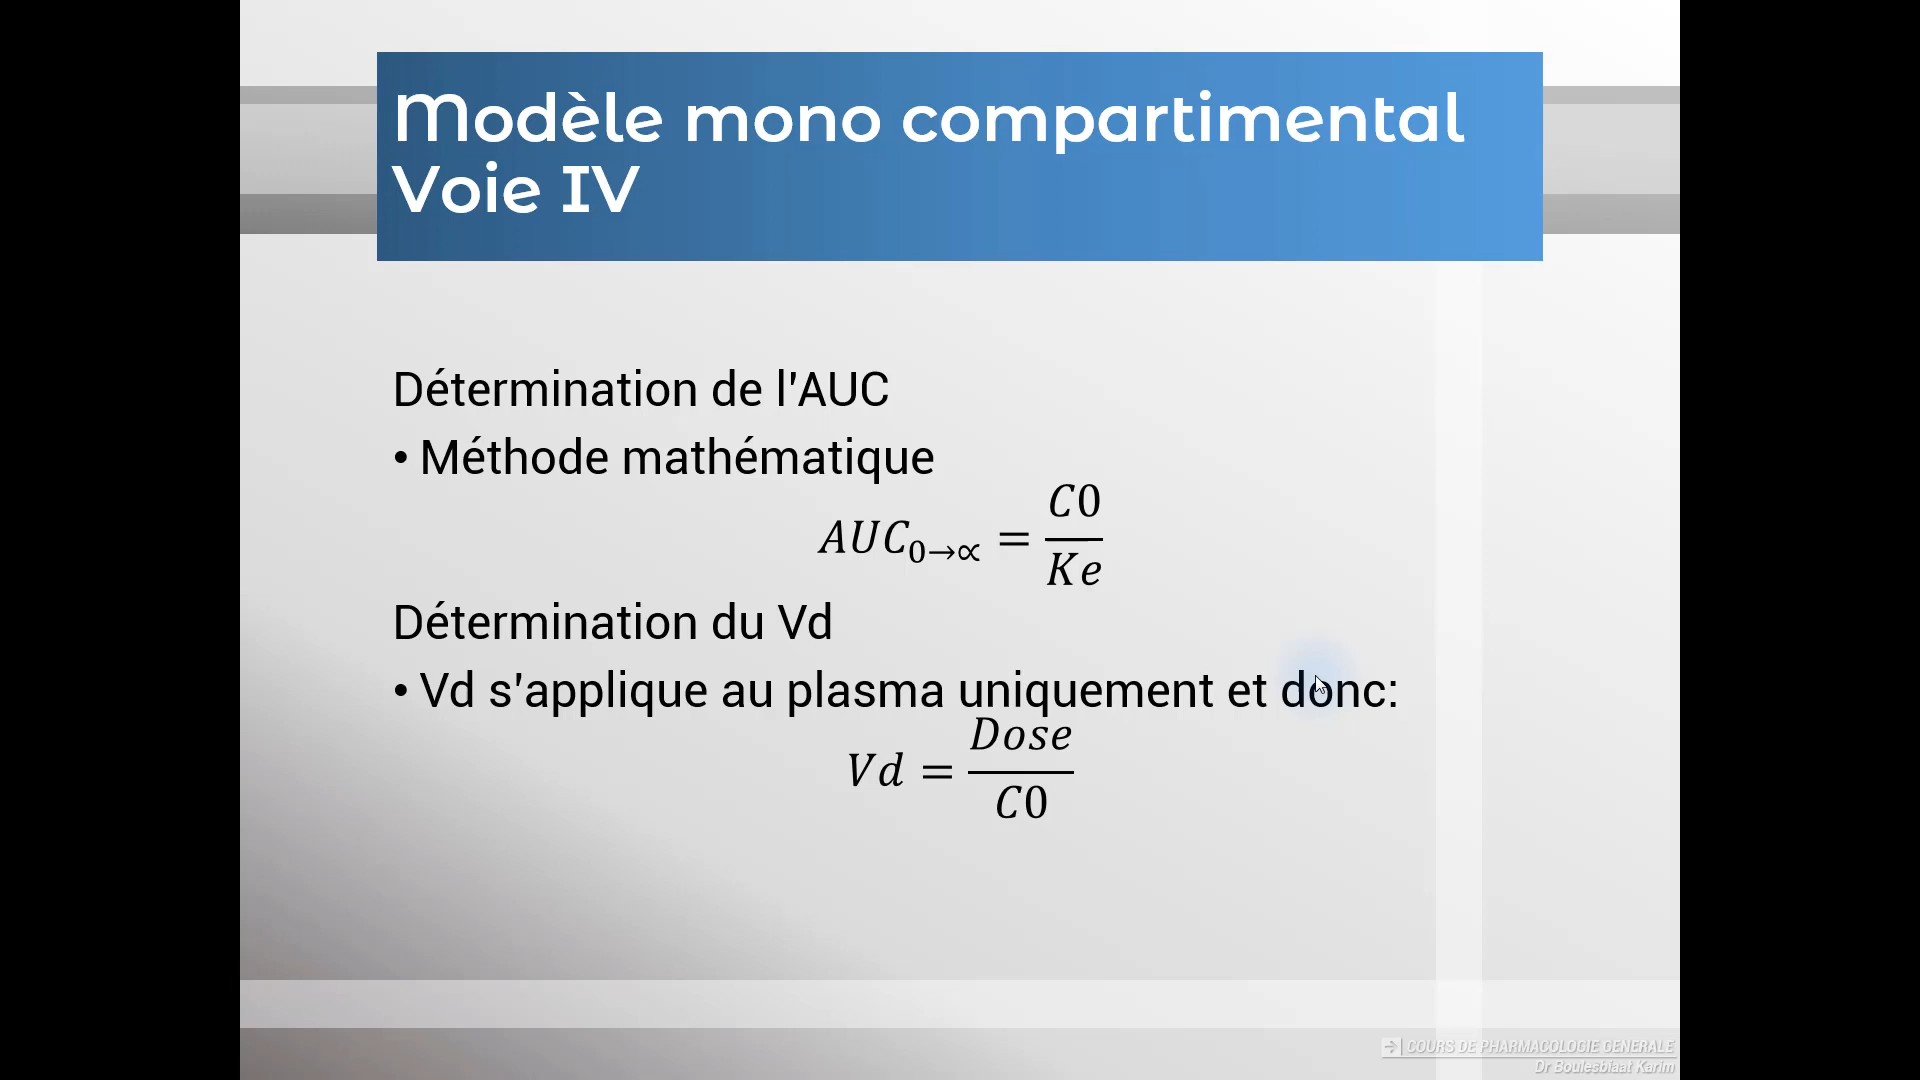 Modèle mono compartimental
Voie IV
Détermination de l'AUC
• Méthode mathématique
AUC₀→∝ = C0/Ke
Détermination du Vd
• Vd s'applique au plasma uniquement et donc:
Vd = Dose/C0
COURS DE PHARMACOLOGIE GENERALE
Dr Boulesblaat Karim